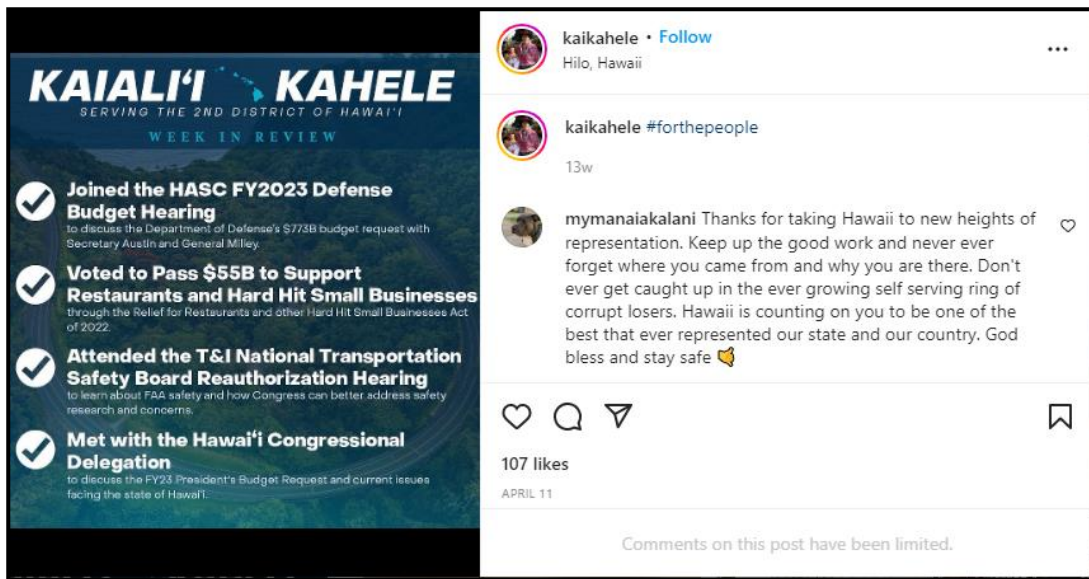 KAIALI‘I KAHELE
SERVING THE 2ND DISTRICT OF HAWAI‘I
WEEK IN REVIEW
Joined the HASC FY2023 Defense
Budget Hearing
to discuss the Department of Defense's $773B budget request with
Secretary Austin and General Milley.
Voted to Pass $55B to Support
Restaurants and Hard Hit Small Businesses
through the Relief for Restaurants and other Hard Hit Small Businesses Act
of 2022.
Attended the T&I National Transportation
Safety Board Reauthorization Hearing
to learn about FAA safety and how Congress can better address safety
research and concerns.
Met with the Hawai‘i Congressional
Delegation
to discuss the FY23 President's Budget Request and current issues
facing the state of Hawai‘i.
kaikahele • Follow
Hilo, Hawaii
kaikahele #forthepeople
13w
mymanaiakalani Thanks for taking Hawaii to new heights of
representation. Keep up the good work and never ever
forget where you came from and why you are there. Don't
ever get caught up in the ever growing self serving ring of
corrupt losers. Hawaii is counting on you to be one of
the best that ever represented our state and our country. God
bless and stay safe 🤙
107 likes
APRIL 11
Comments on this post have been limited.